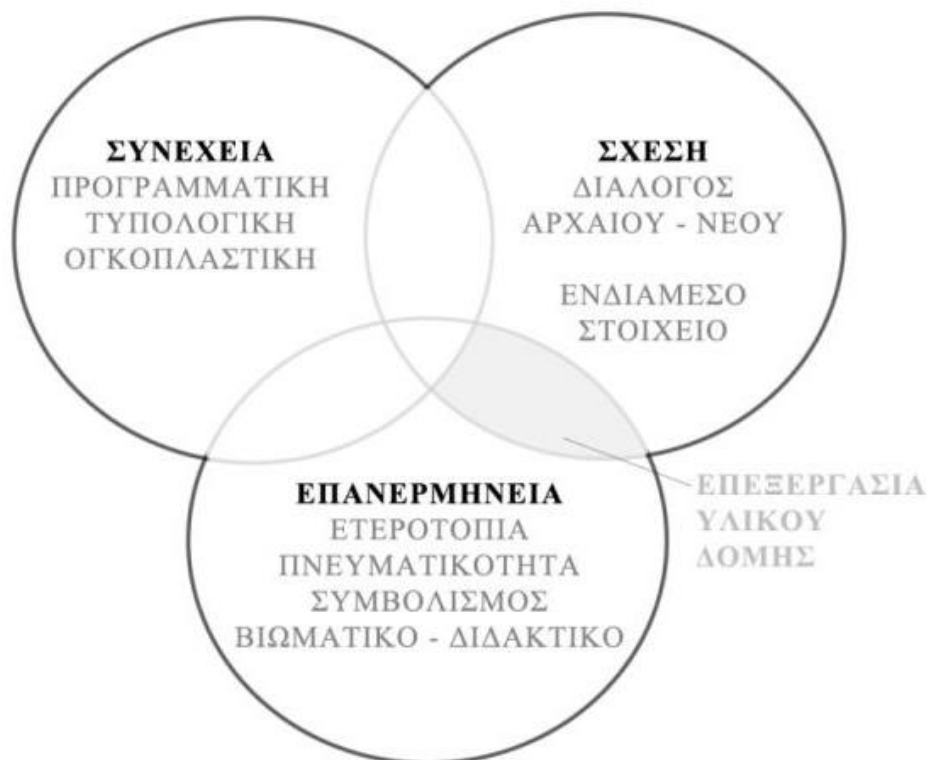 ΣΥΝΕΧΕΙΑ
ΠΡΟΓΡΑΜΜΑΤΙΚΗ
ΤΥΠΟΛΟΓΙΚΗ
ΟΓΚΟΠΛΑΣΤΙΚΗ
ΣΧΕΣΗ
ΔΙΑΛΟΓΟΣ
ΑΡΧΑΙΟΥ - ΝΕΟΥ
ΕΝΔΙΑΜΕΣΟ
ΣΤΟΙΧΕΙΟ
ΕΠΑΝΕΡΜΗΝΕΙΑ
ΕΤΕΡΟΤΟΠΙΑ
ΠΝΕΥΜΑΤΙΚΟΤΗΤΑ
ΣΥΜΒΟΛΙΣΜΟΣ
ΒΙΩΜΑΤΙΚΟ - ΔΙΔΑΚΤΙΚΟ
ΕΠΕΞΕΡΓΑΣΙΑ
ΥΛΙΚΟΥ
ΔΟΜΗΣ